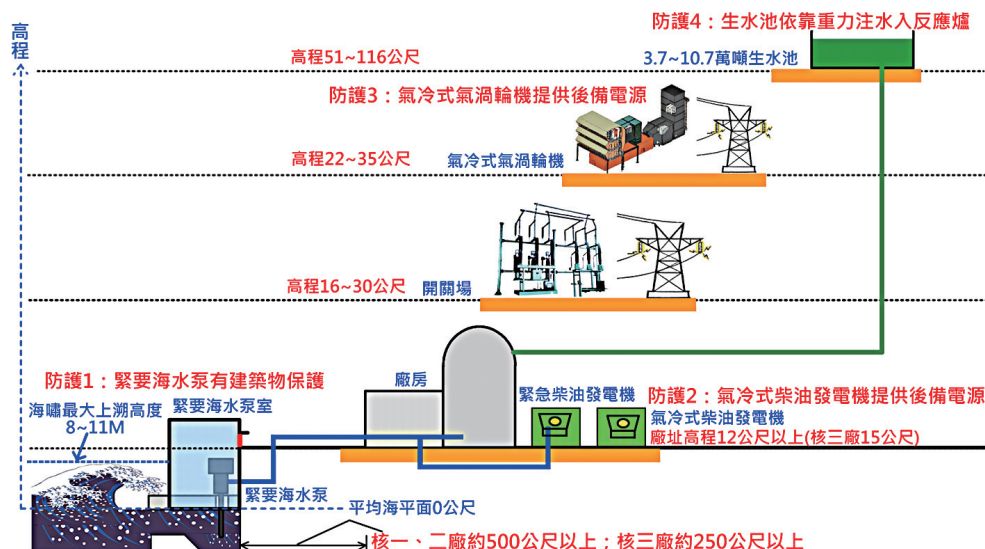 高程
防護4：生水池依靠重力注水入反應爐
高程51~116公尺
3.7~10.7萬噸生水池
防護3：氣冷式氣渦輪機提供後備電源
高程22~35公尺
氣冷式氣渦輪機
高程16~30公尺
開關場
防護1：緊要海水泵有建築物保護
廠房
緊急柴油發電機
防護2：氣冷式柴油發電機提供後備電源
海嘯最大上溯高度
8~11M
緊要海水泵室
氣冷式柴油發電機
廠址高程12公尺以上(核三廠15公尺)
緊要海水泵
平均海平面0公尺
核一、二廠約500公尺以上；核三廠約250公尺以上